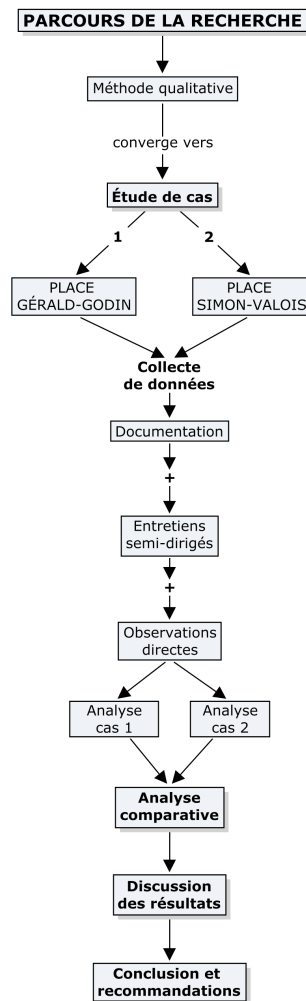 PARCOURS DE LA RECHERCHE
Méthode qualitative
converge vers
Étude de cas
1
2
PLACE
GÉRALD-GODIN
PLACE
SIMON-VALOIS
Collecte
de données
Documentation
+
Entretiens
semi-dirigés
+
Observations
directes
Analyse
cas 1
Analyse
cas 2
Analyse
comparative
Discussion
des résultats
Conclusion et
recommandations